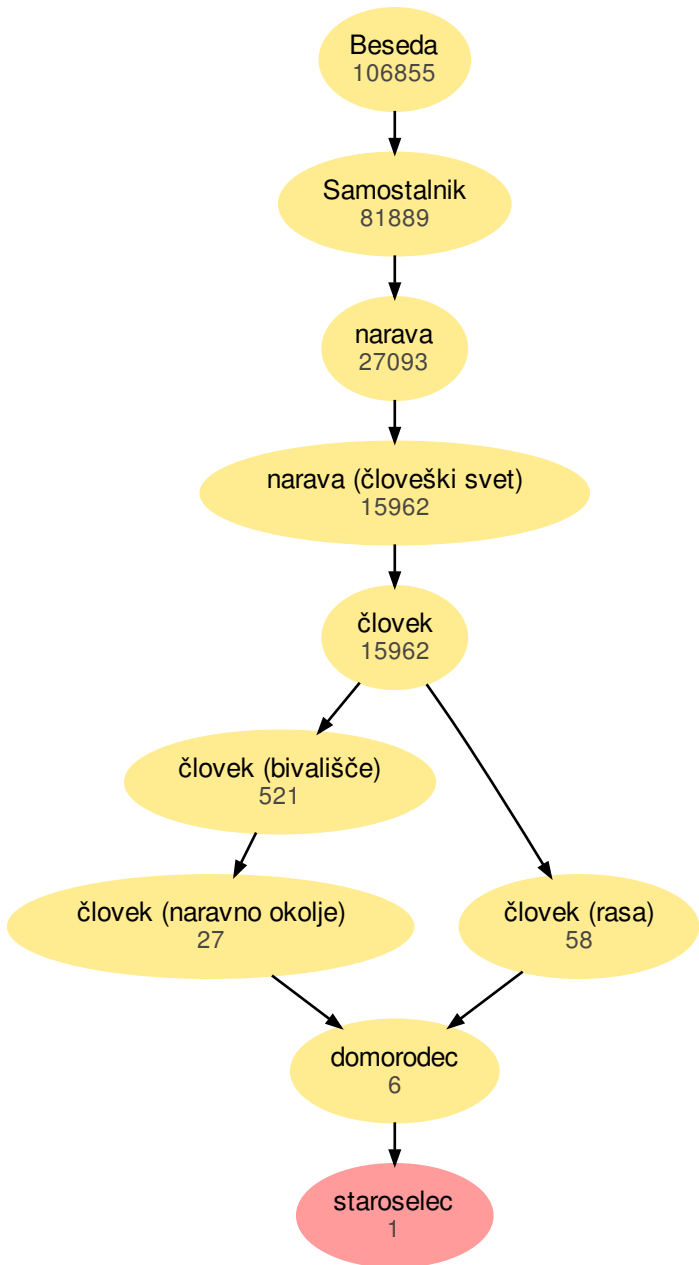 Beseda
106855
Samostalnik
81889
narava
27093
narava (človeški svet)
15962
človek
15962
človek (bivališče)
521
človek (naravno okolje)
27
človek (rasa)
58
domorodec
6
staroselec
1